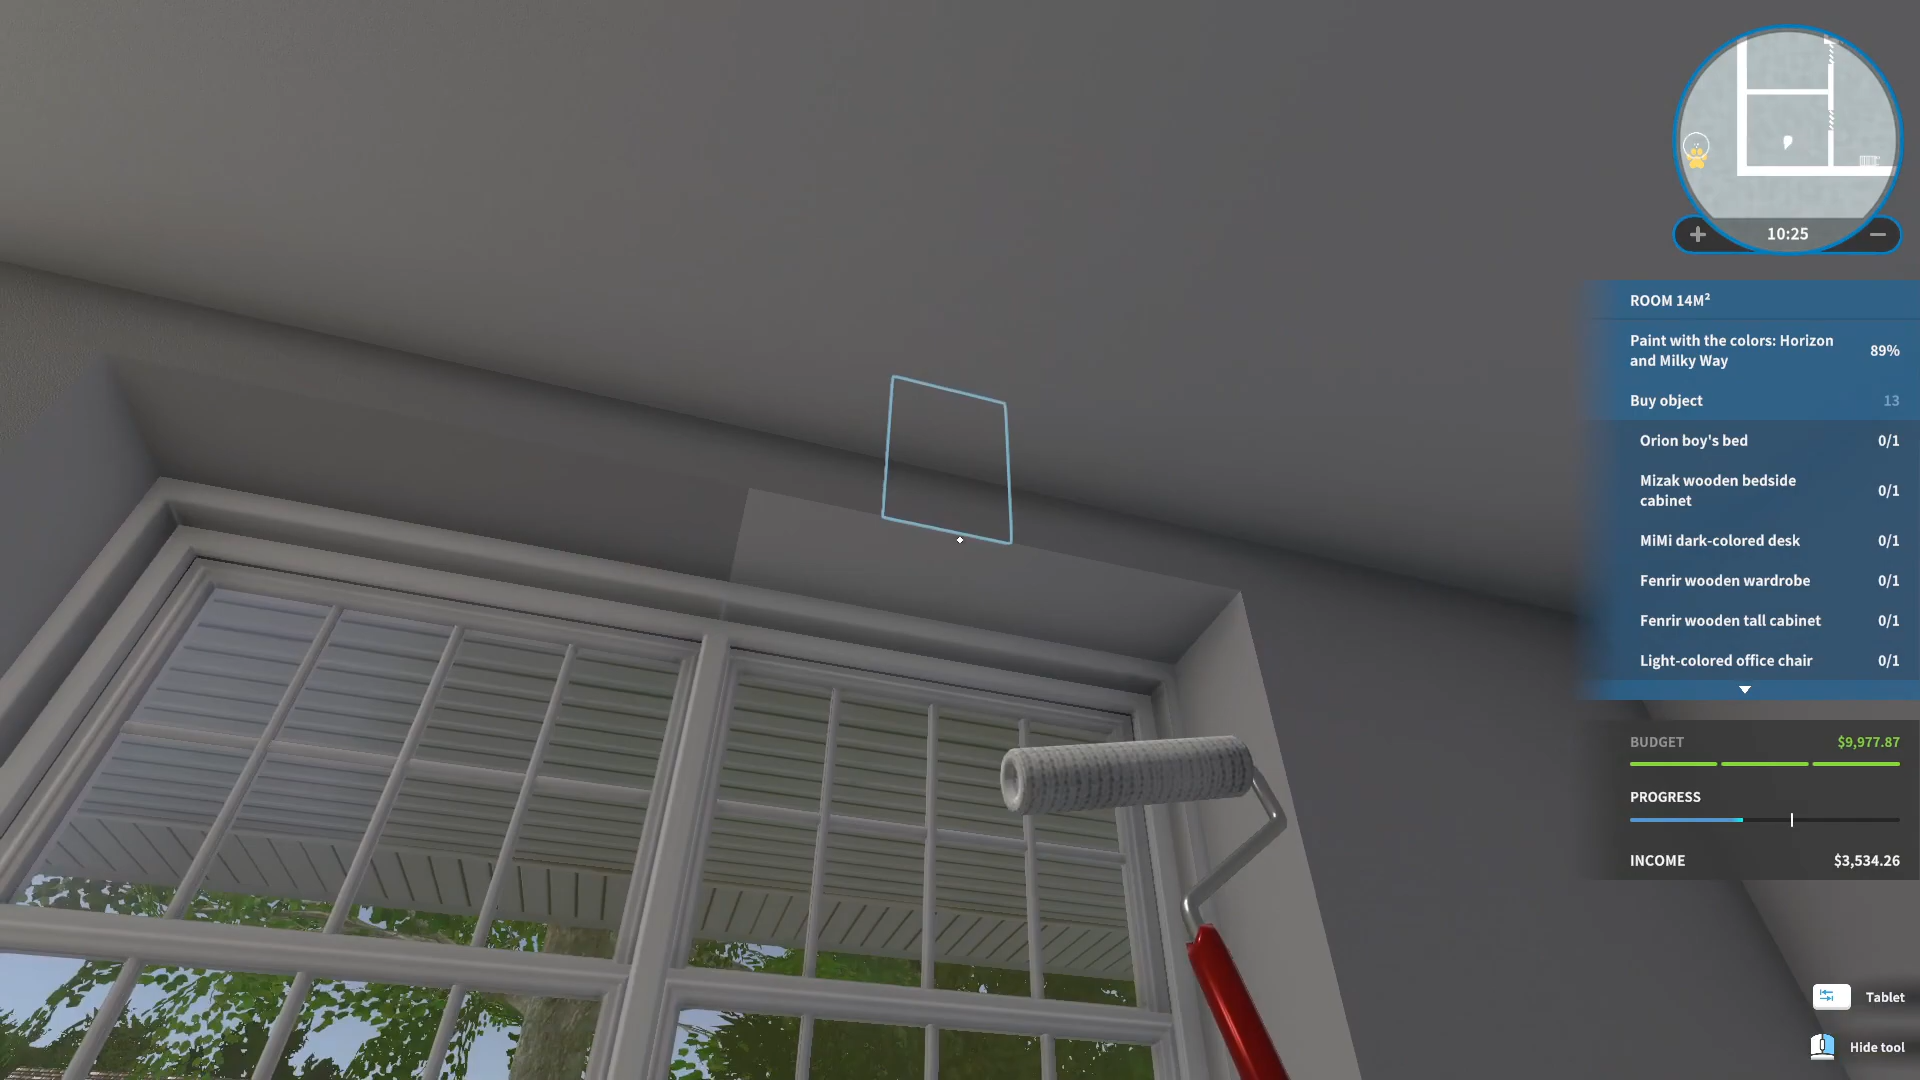 10:25
ROOM 14M²
Paint with the colors: Horizon
and Milky Way
89%
Buy object 13
Orion boy's bed 0/1
Mizak wooden bedside
cabinet
0/1
MiMi dark-colored desk 0/1
Fenrir wooden wardrobe 0/1
Fenrir wooden tall cabinet 0/1
Light-colored office chair 0/1
BUDGET $9,977.87
PROGRESS
INCOME $3,534.26
Tablet
Hide tool